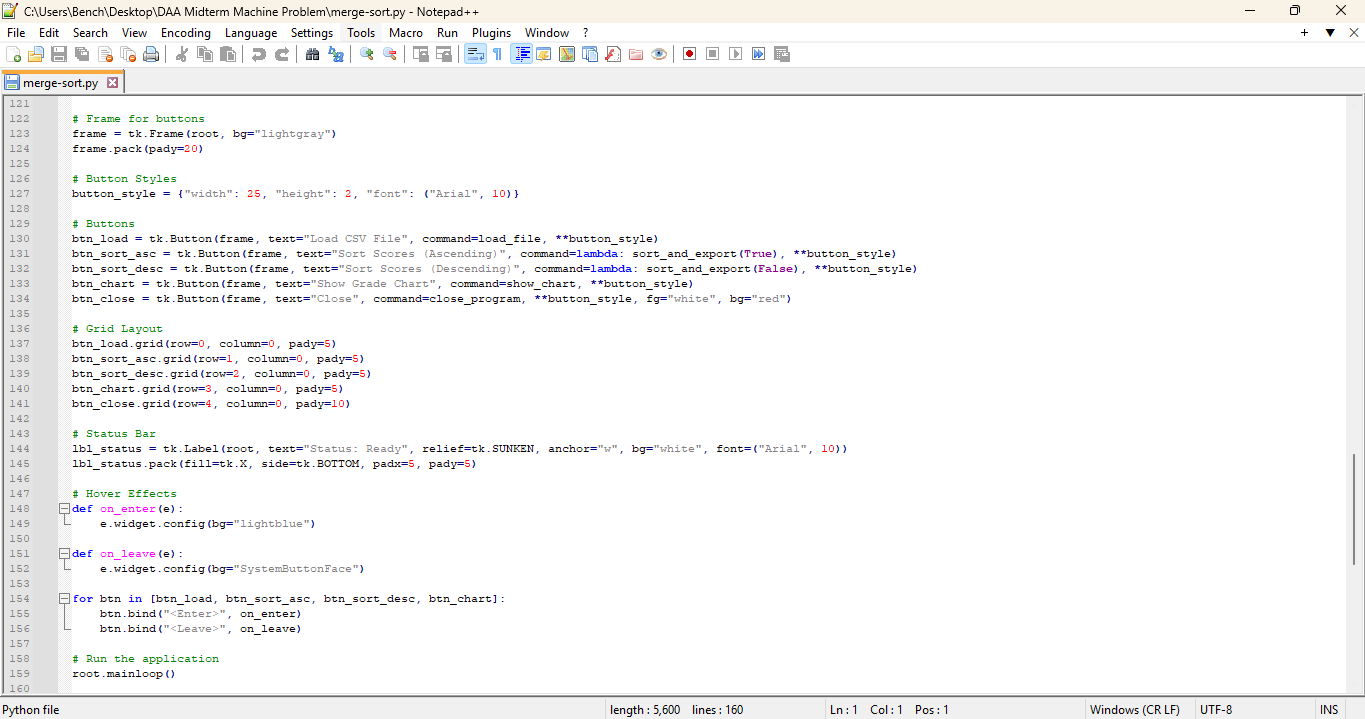 C:\Users\Bench\Desktop\DAA Midterm Machine Problem\merge-sort.py - Notepad++
File Edit Search View Encoding Language Settings Tools Macro Run Plugins Window ?
merge-sort.py
121
122 # Frame for buttons
123 frame = tk.Frame(root, bg="lightgray")
124 frame.pack(pady=20)
125
126 # Button Styles
127 button_style = {"width": 25, "height": 2, "font": ("Arial", 10)}
128
129 # Buttons
130 btn_load = tk.Button(frame, text="Load CSV File", command=load_file, **button_style)
131 btn_sort_asc = tk.Button(frame, text="Sort Scores (Ascending)", command=lambda: sort_and_export(True), **button_style)
132 btn_sort_desc = tk.Button(frame, text="Sort Scores (Descending)", command=lambda: sort_and_export(False), **button_style)
133 btn_chart = tk.Button(frame, text="Show Grade Chart", command=show_chart, **button_style)
134 btn_close = tk.Button(frame, text="Close", command=close_program, **button_style, fg="white", bg="red")
135
136 # Grid Layout
137 btn_load.grid(row=0, column=0, pady=5)
138 btn_sort_asc.grid(row=1, column=0, pady=5)
139 btn_sort_desc.grid(row=2, column=0, pady=5)
140 btn_chart.grid(row=3, column=0, pady=5)
141 btn_close.grid(row=4, column=0, pady=10)
142
143 # Status Bar
144 lbl_status = tk.Label(root, text="Status: Ready", relief=tk.SUNKEN, anchor="w", bg="white", font=("Arial", 10))
145 lbl_status.pack(fill=tk.X, side=tk.BOTTOM, padx=5, pady=5)
146
147 # Hover Effects
148 def on_enter(e):
149     e.widget.config(bg="lightblue")
150
151 def on_leave(e):
152     e.widget.config(bg="SystemButtonFace")
153
154 for btn in [btn_load, btn_sort_asc, btn_sort_desc, btn_chart]:
155     btn.bind("<Enter>", on_enter)
156     btn.bind("<Leave>", on_leave)
157
158 # Run the application
159 root.mainloop()
160
Python file length : 5,600 lines : 160 Ln : 1 Col : 1 Pos : 1 Windows (CR LF) UTF-8 INS